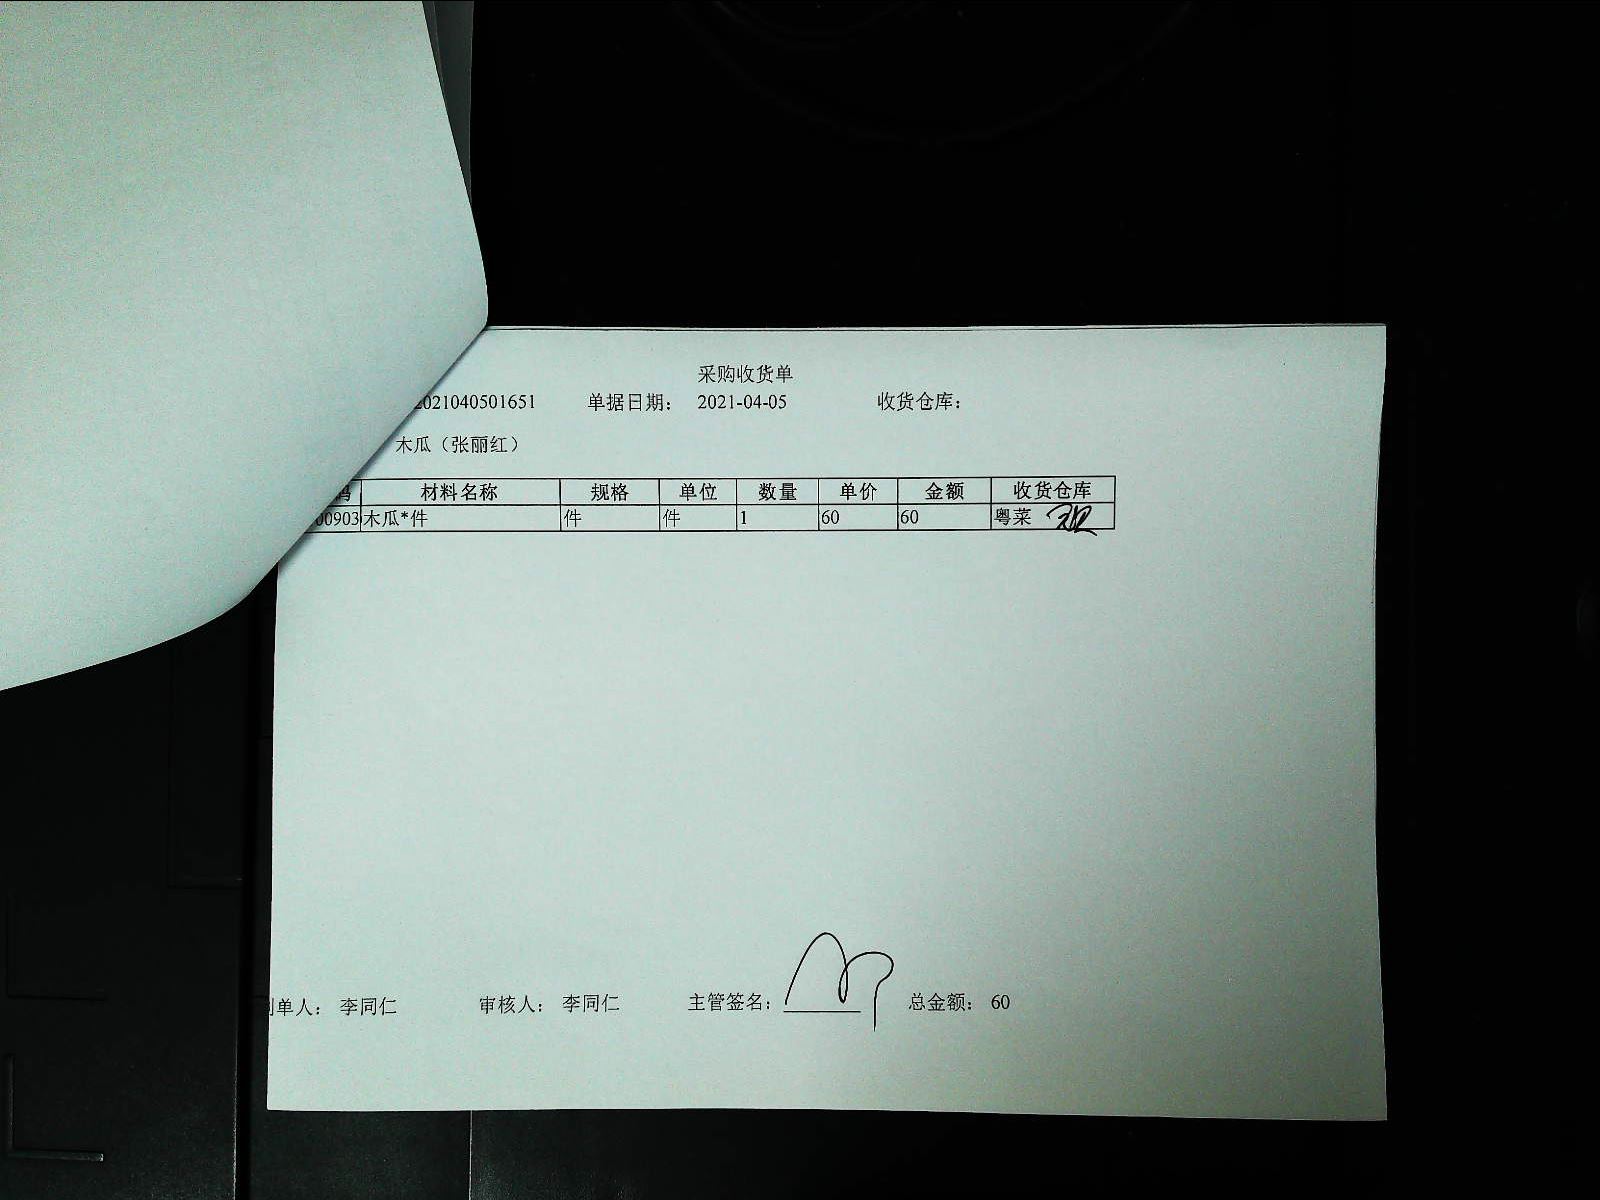 采购收货单
2021040501651 单据日期： 2021-04-05 收货仓库：
木瓜（张丽红）
码 材料名称 规格 单位 数量 单价 金额 收货仓库
00903 木瓜*件 件 件 1 60 60 粤菜
制单人： 李同仁 审核人： 李同仁 主管签名： 总金额： 60